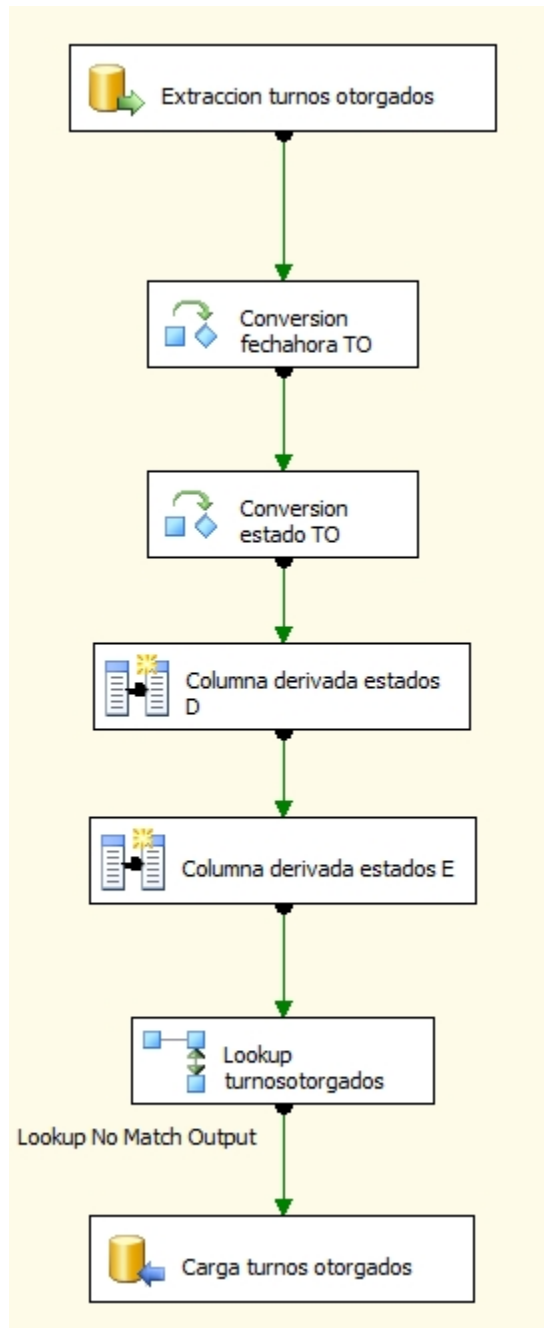 Extraccion turnos otorgados
Conversion
fechahora TO
Conversion
estado TO
Columna derivada estados
D
Columna derivada estados E
Lookup
turnosotorgados
Lookup No Match Output
Carga turnos otorgados